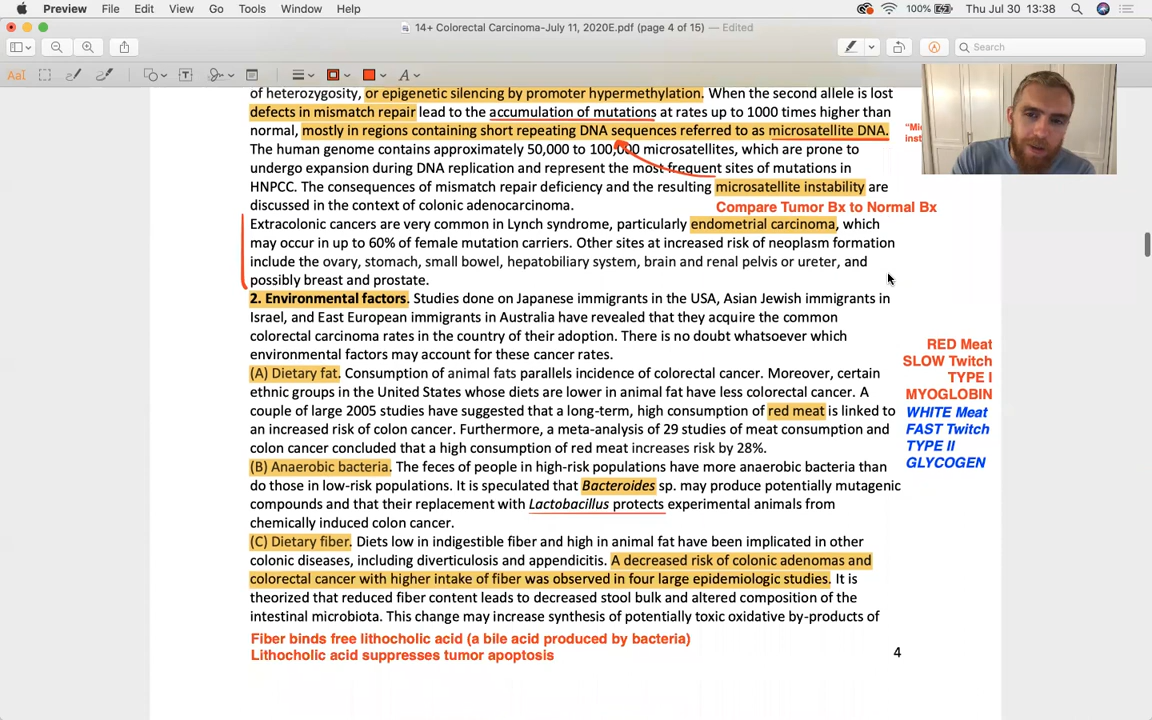 Preview File Edit View Go Tools Window Help 100% Thu Jul 30 13:38
14+ Colorectal Carcinoma-July 11, 2020E.pdf (page 4 of 15) — Edited
Search
AaI A
of heterozygosity, or epigenetic silencing by promoter hypermethylation. When the second allele is lost
defects in mismatch repair lead to the accumulation of mutations at rates up to 1000 times higher than
normal, mostly in regions containing short repeating DNA sequences referred to as microsatellite DNA.
The human genome contains approximately 50,000 to 100,000 microsatellites, which are prone to
undergo expansion during DNA replication and represent the most frequent sites of mutations in
HNPCC. The consequences of mismatch repair deficiency and the resulting microsatellite instability are
discussed in the context of colonic adenocarcinoma.
Compare Tumor Bx to Normal Bx
Extracolonic cancers are very common in Lynch syndrome, particularly endometrial carcinoma, which
may occur in up to 60% of female mutation carriers. Other sites at increased risk of neoplasm formation
include the ovary, stomach, small bowel, hepatobiliary system, brain and renal pelvis or ureter, and
possibly breast and prostate.
2. Environmental factors. Studies done on Japanese immigrants in the USA, Asian Jewish immigrants in
Israel, and East European immigrants in Australia have revealed that they acquire the common
colorectal carcinoma rates in the country of their adoption. There is no doubt whatsoever which
environmental factors may account for these cancer rates.
(A) Dietary fat. Consumption of animal fats parallels incidence of colorectal cancer. Moreover, certain
ethnic groups in the United States whose diets are lower in animal fat have less colorectal cancer. A
couple of large 2005 studies have suggested that a long-term, high consumption of red meat is linked to
an increased risk of colon cancer. Furthermore, a meta-analysis of 29 studies of meat consumption and
colon cancer concluded that a high consumption of red meat increases risk by 28%.
RED Meat
SLOW Twitch
TYPE I
MYOGLOBIN
WHITE Meat
FAST Twitch
TYPE II
GLYCOGEN
(B) Anaerobic bacteria. The feces of people in high-risk populations have more anaerobic bacteria than
do those in low-risk populations. It is speculated that Bacteroides sp. may produce potentially mutagenic
compounds and that their replacement with Lactobacillus protects experimental animals from
chemically induced colon cancer.
(C) Dietary fiber. Diets low in indigestible fiber and high in animal fat have been implicated in other
colonic diseases, including diverticulosis and appendicitis. A decreased risk of colonic adenomas and
colorectal cancer with higher intake of fiber was observed in four large epidemiologic studies. It is
theorized that reduced fiber content leads to decreased stool bulk and altered composition of the
intestinal microbiota. This change may increase synthesis of potentially toxic oxidative by-products of
Fiber binds free lithocholic acid (a bile acid produced by bacteria)
Lithocholic acid suppresses tumor apoptosis
4